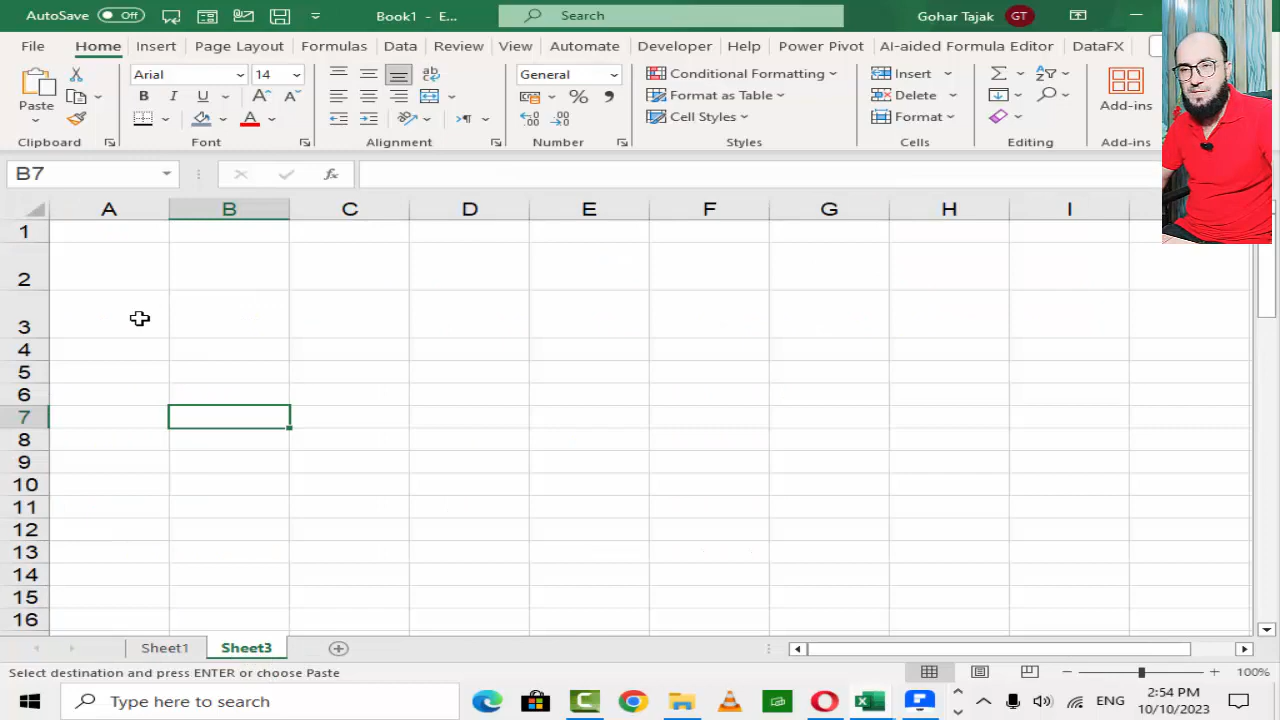 AutoSave Off Book1 - E... Search Gohar Tajak GT
File Home Insert Page Layout Formulas Data Review View Automate Developer Help Power Pivot AI-aided Formula Editor DataFX
Arial 14 General Conditional Formatting Insert
Paste B I U A A % 9 Format as Table Delete Add-ins
A Cell Styles Format
Clipboard Font Alignment Number Styles Cells Editing Add-ins
B7 fx
A B C D E F G H I
1
2
3
4
5
6
7
8
9
10
11
12
13
14
15
16
Sheet1 Sheet3
Select destination and press ENTER or choose Paste 100%
Type here to search ENG 2:54 PM
10/10/2023